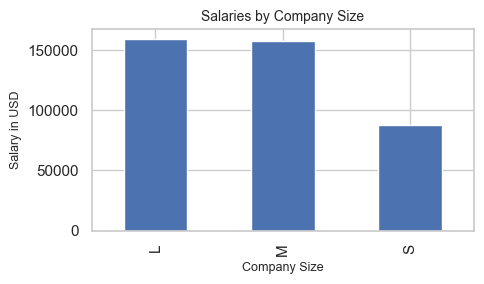 Salaries by Company Size
Salary in USD
150000
100000
50000
0
L
M
S
Company Size